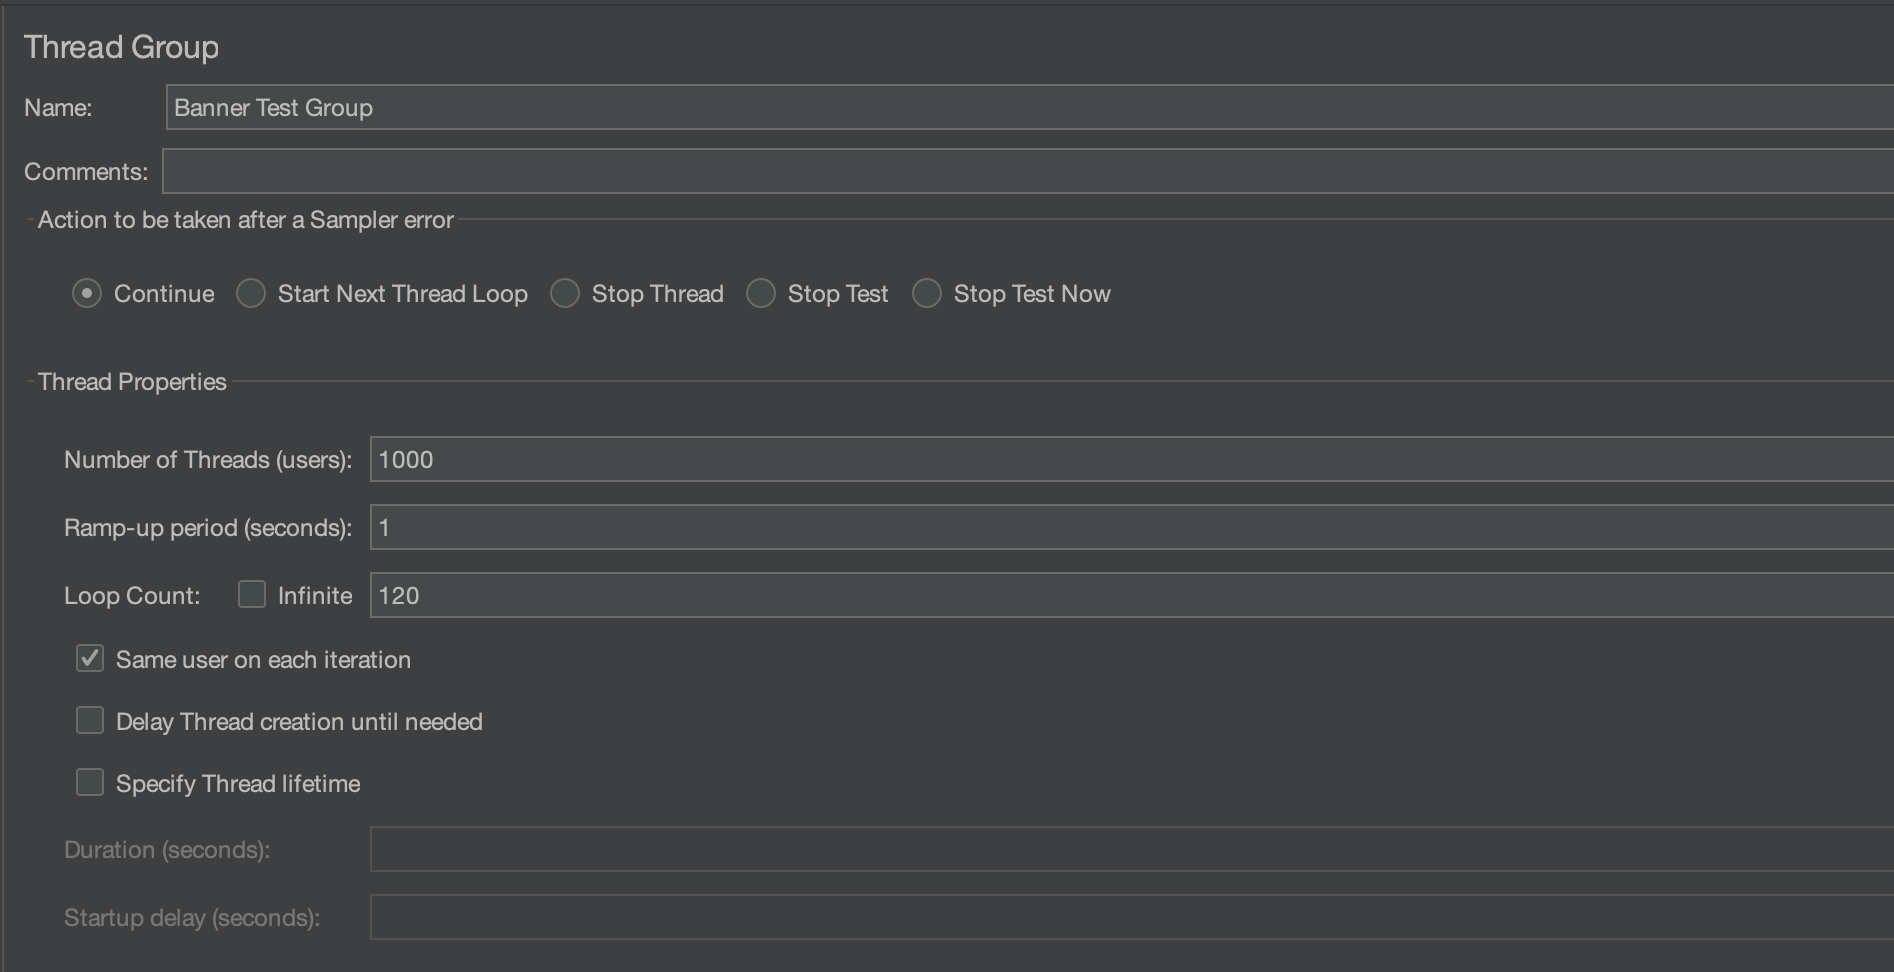 Thread Group
Name: Banner Test Group
Comments:
Action to be taken after a Sampler error
Continue Start Next Thread Loop Stop Thread Stop Test Stop Test Now
Thread Properties
Number of Threads (users): 1000
Ramp-up period (seconds): 1
Loop Count: Infinite 120
Same user on each iteration
Delay Thread creation until needed
Specify Thread lifetime
Duration (seconds):
Startup delay (seconds):